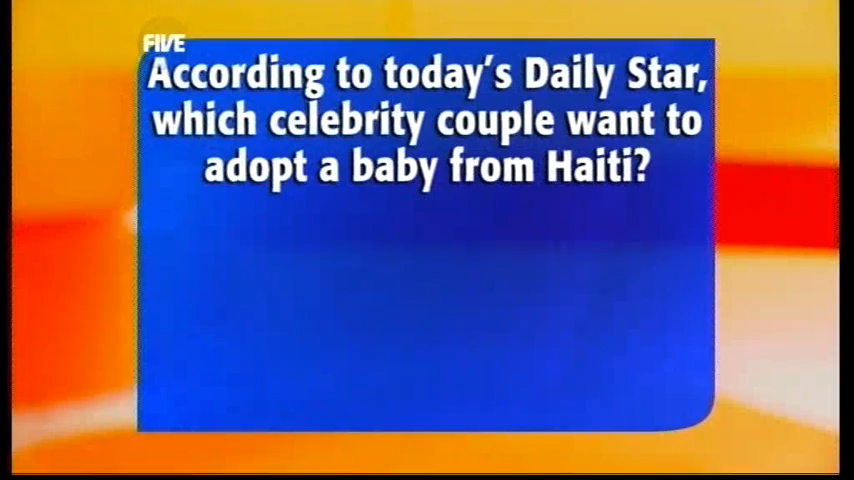 FIVE
According to today's Daily Star,
which celebrity couple want to
adopt a baby from Haiti?